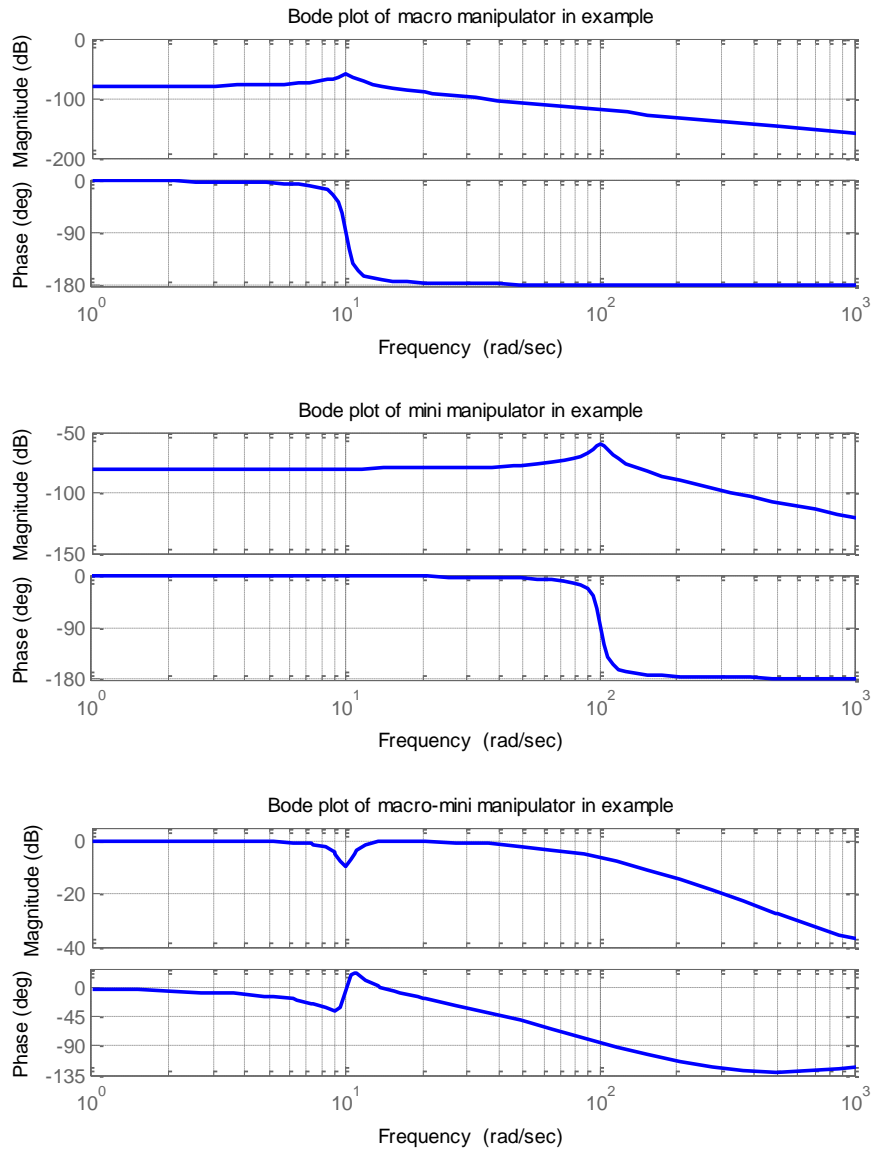 Bode plot of macro manipulator in example
Magnitude (dB)
0
-100
-200
Phase (deg)
0
-90
-180
10^0
10^1
10^2
10^3
Frequency (rad/sec)
Bode plot of mini manipulator in example
Magnitude (dB)
-50
-100
-150
Phase (deg)
0
-90
-180
10^0
10^1
10^2
10^3
Frequency (rad/sec)
Bode plot of macro-mini manipulator in example
Magnitude (dB)
0
-20
-40
Phase (deg)
0
-45
-90
-135
10^0
10^1
10^2
10^3
Frequency (rad/sec)